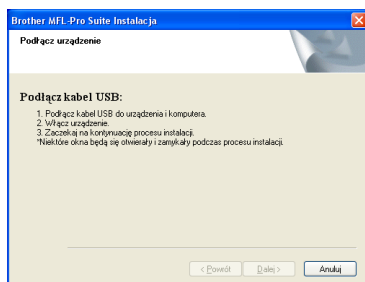 Brother MFL-Pro Suite Instalacja
Podłącz urządzenie
Podłącz kabel USB:
1. Podłącz kabel USB do urządzenia i komputera.
2. Włącz urządzenie.
3. Zaczekaj na kontynuację procesu instalacji.
*Niektóre okna będą się otwierały i zamykały podczas procesu instalacji.
< Powrót Dalej > Anuluj